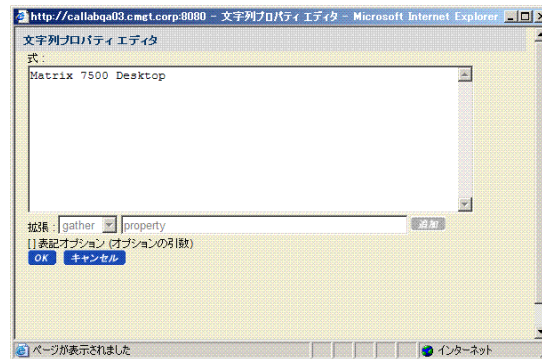 http://callabqa03.cmgt.corp:8080 - 文字列プロパティ エディタ - Microsoft Internet Explorer
文字列プロパティ エディタ
式 :
Matrix 7500 Desktop
拡張 : gather property 追加
[ ] 表記オプション (オプションの引数)
OK キャンセル
ページが表示されました インターネット